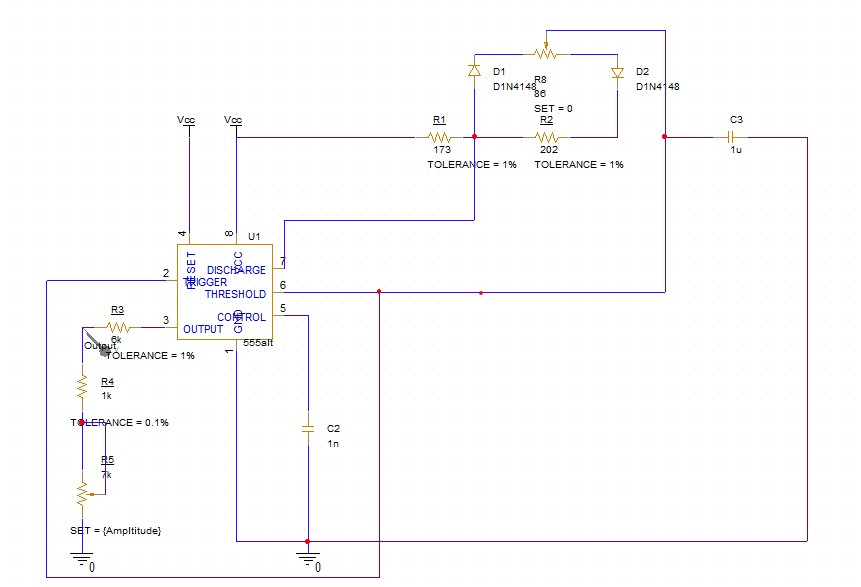 D1
D1N4148
R8
86
SET = 0
D2
D1N4148
Vcc
Vcc
R1
173
TOLERANCE = 1%
R2
202
TOLERANCE = 1%
C3
1u
4
8
U1
RESET
VCC
7
DISCHARGE
2
TRIGGER
6
THRESHOLD
5
CONTROL
3
OUTPUT
GND
1
555alt
R3
6k
TOLERANCE = 1%
Output
R4
1k
TOLERANCE = 0.1%
C2
1n
R5
7k
SET = {Ampltitude}
0
0